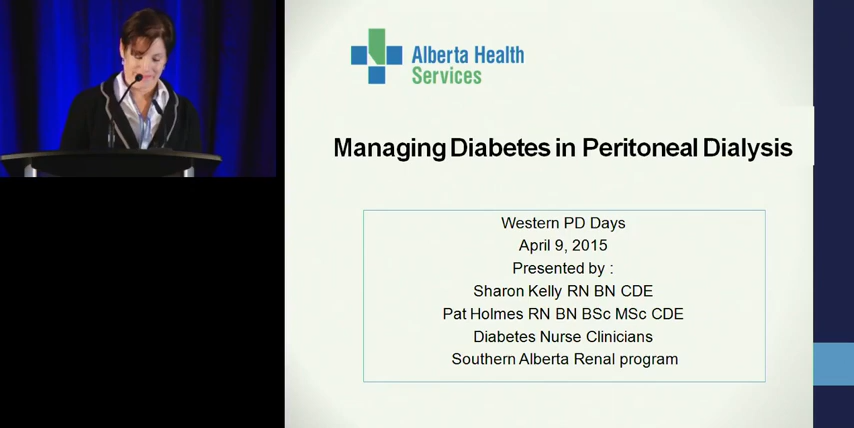 Alberta Health
Services
Managing Diabetes in Peritoneal Dialysis
Western PD Days
April 9, 2015
Presented by :
Sharon Kelly RN BN CDE
Pat Holmes RN BN BSc MSc CDE
Diabetes Nurse Clinicians
Southern Alberta Renal program